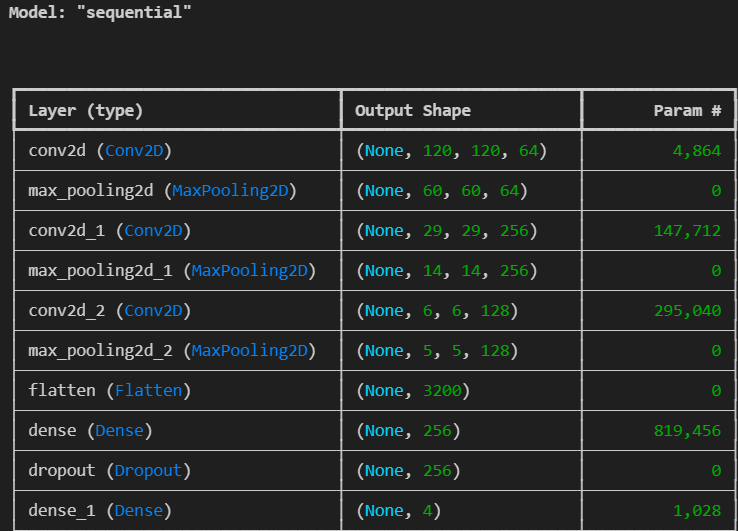 Model: "sequential"
Layer (type) Output Shape Param #
conv2d (Conv2D) (None, 120, 120, 64) 4,864
max_pooling2d (MaxPooling2D) (None, 60, 60, 64) 0
conv2d_1 (Conv2D) (None, 29, 29, 256) 147,712
max_pooling2d_1 (MaxPooling2D) (None, 14, 14, 256) 0
conv2d_2 (Conv2D) (None, 6, 6, 128) 295,040
max_pooling2d_2 (MaxPooling2D) (None, 5, 5, 128) 0
flatten (Flatten) (None, 3200) 0
dense (Dense) (None, 256) 819,456
dropout (Dropout) (None, 256) 0
dense_1 (Dense) (None, 4) 1,028